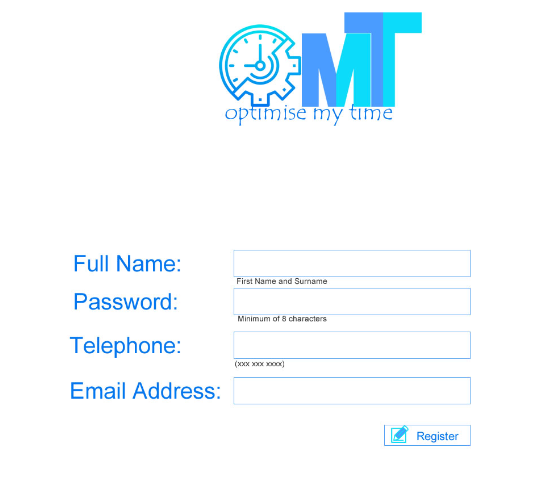 OMT
optimise my time
Full Name:
First Name and Surname
Password:
Minimum of 8 characters
Telephone:
(xxx xxx xxxx)
Email Address:
Register